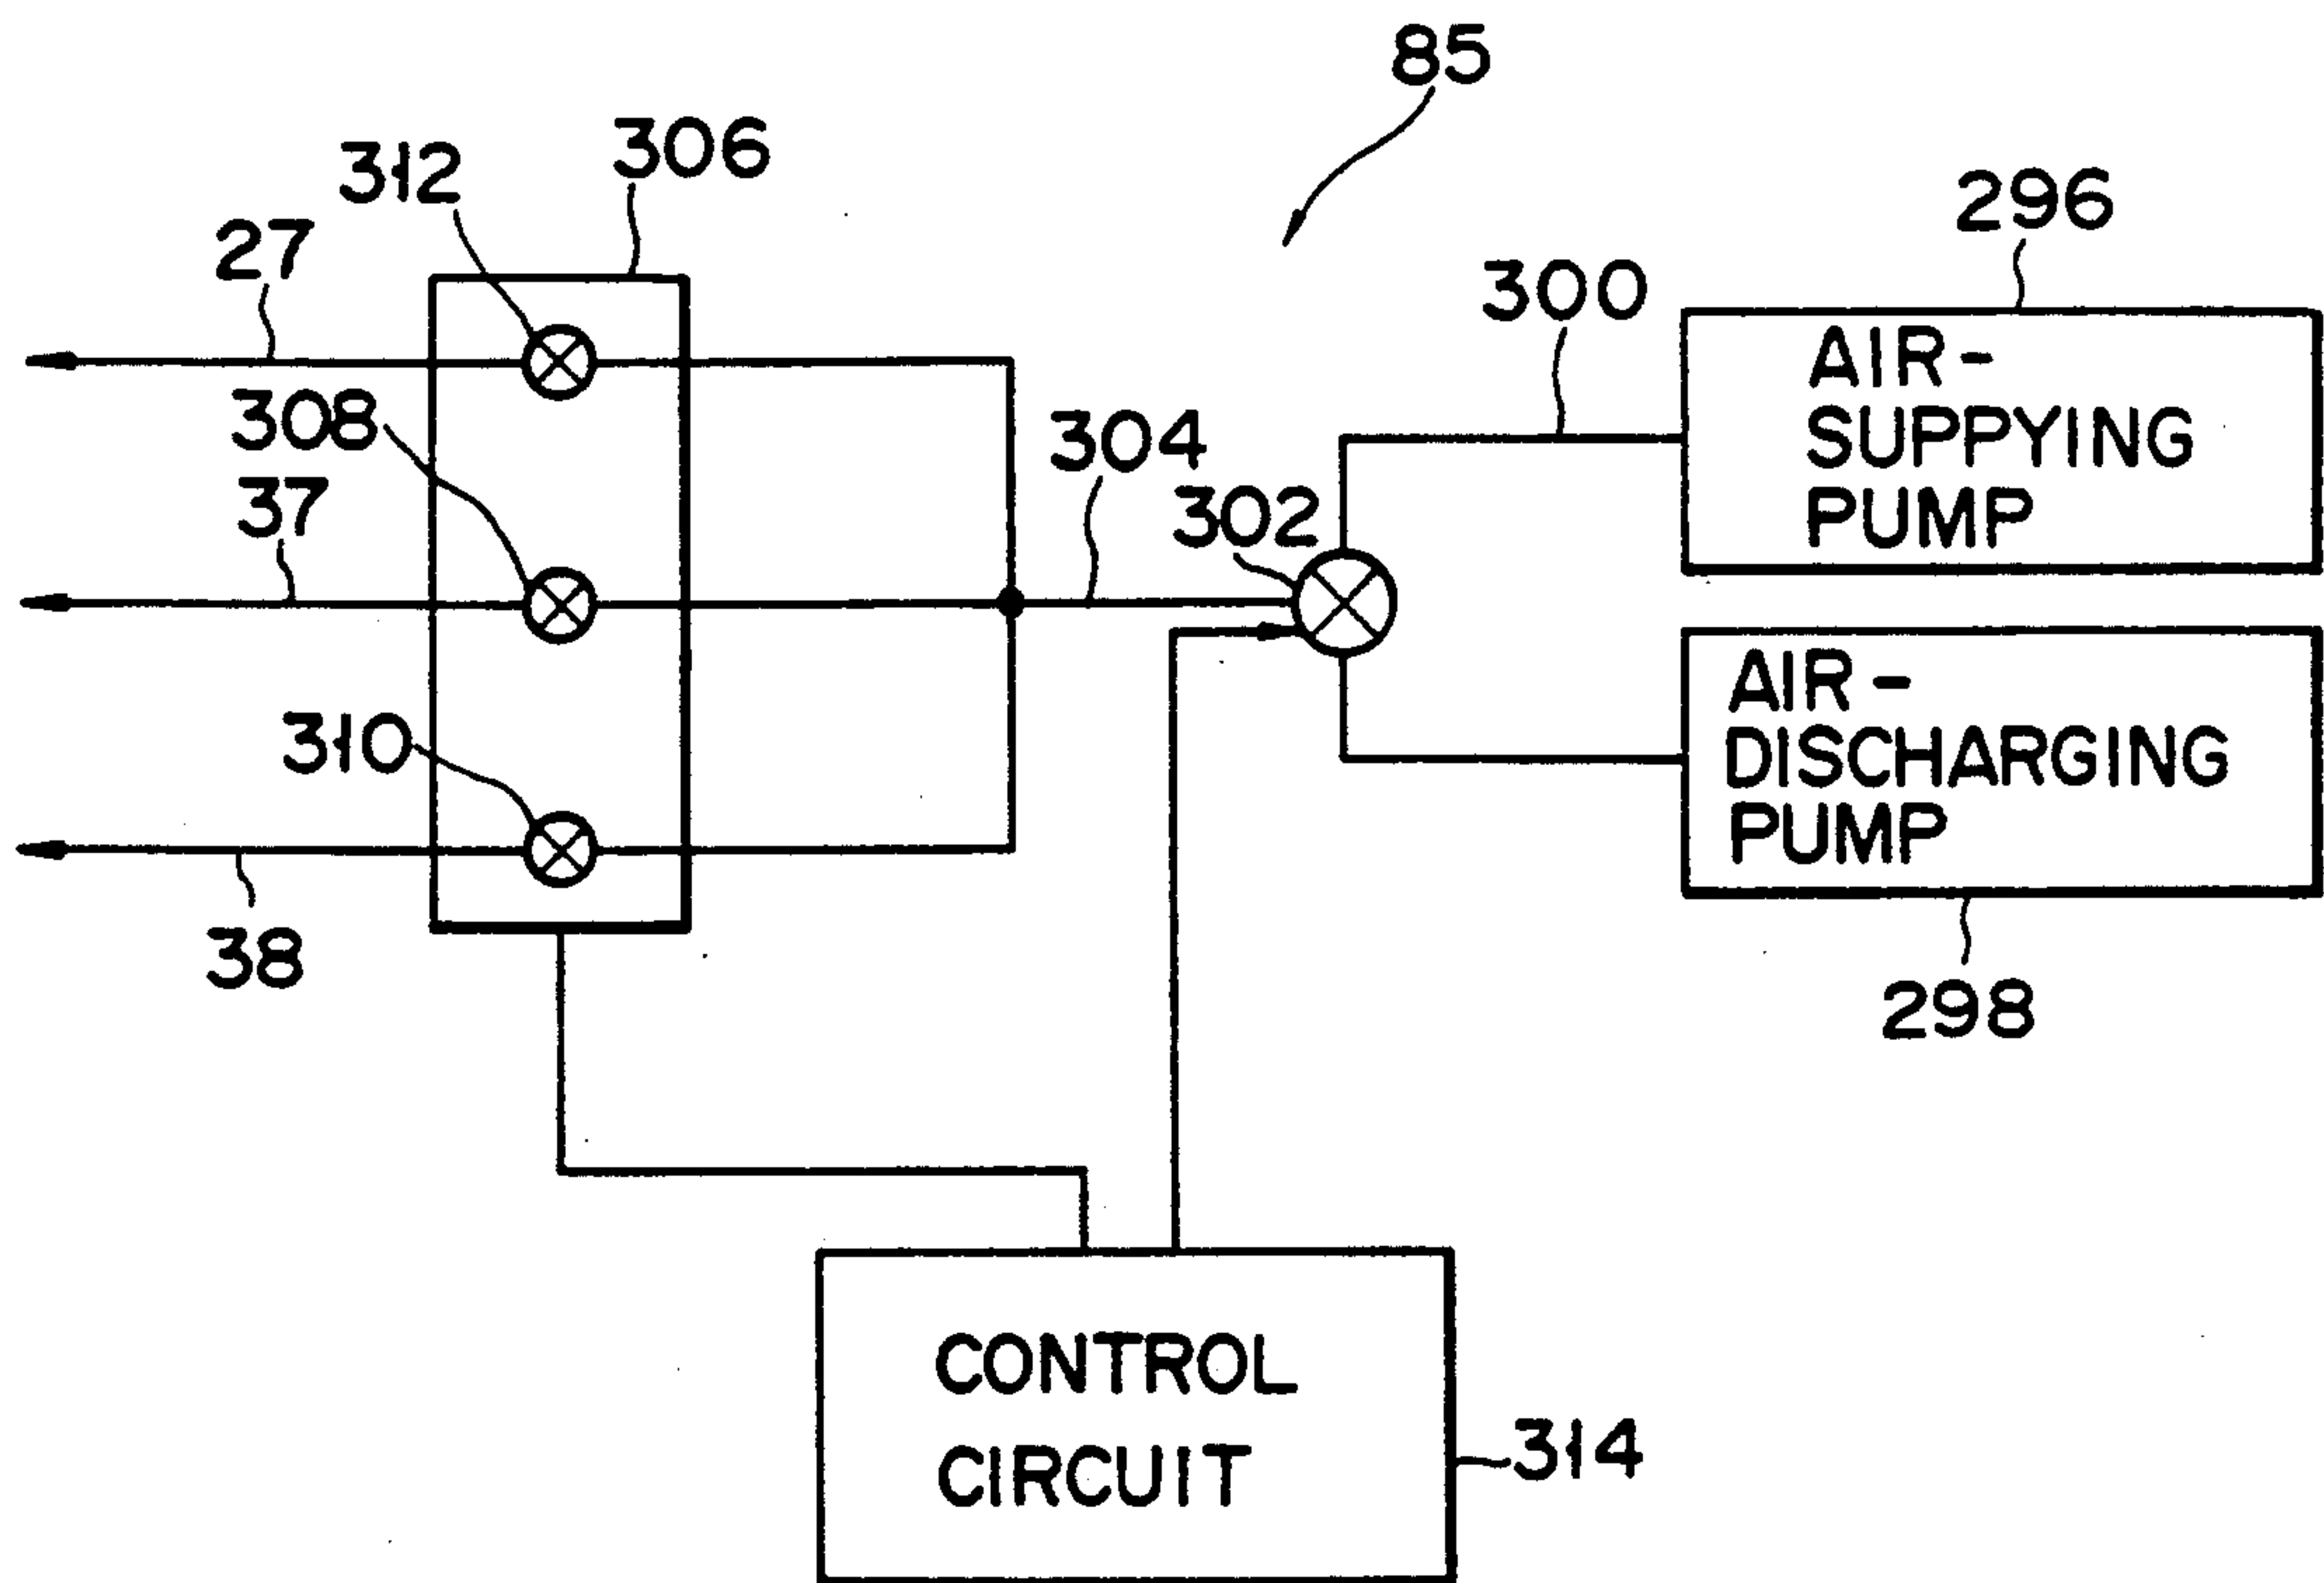 85
306
312
296
27
300
AIR-
SUPPYING
PUMP
308
304
37
302
AIR-
DISCHARGING
PUMP
310
38
298
CONTROL
CIRCUIT
314